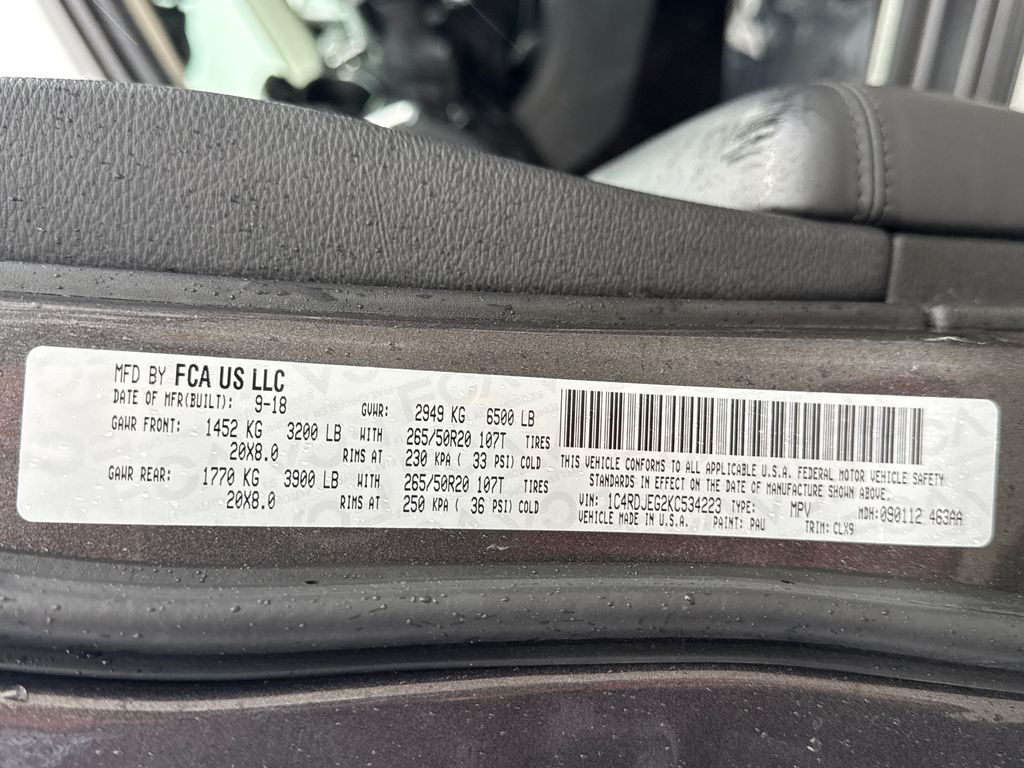 MFD BY FCA US LLC
DATE OF MFR(BUILT): 9-18 GVWR: 2949 KG 6500 LB
GAWR FRONT: 1452 KG 3200 LB WITH 265/50R20 107T TIRES
20X8.0 RIMS AT 230 KPA ( 33 PSI) COLD
GAWR REAR: 1770 KG 3900 LB WITH 265/50R20 107T TIRES
20X8.0 RIMS AT 250 KPA ( 36 PSI) COLD
THIS VEHICLE CONFORMS TO ALL APPLICABLE U.S.A. FEDERAL MOTOR VEHICLE SAFETY
STANDARDS IN EFFECT ON THE DATE OF MANUFACTURE SHOWN ABOVE.
VIN: 1C4RDJEG2KC534223 TYPE: MPV MDH: 090112 463AA
VEHICLE MADE IN U.S.A. PAINT: PAU TRIM: CLX9